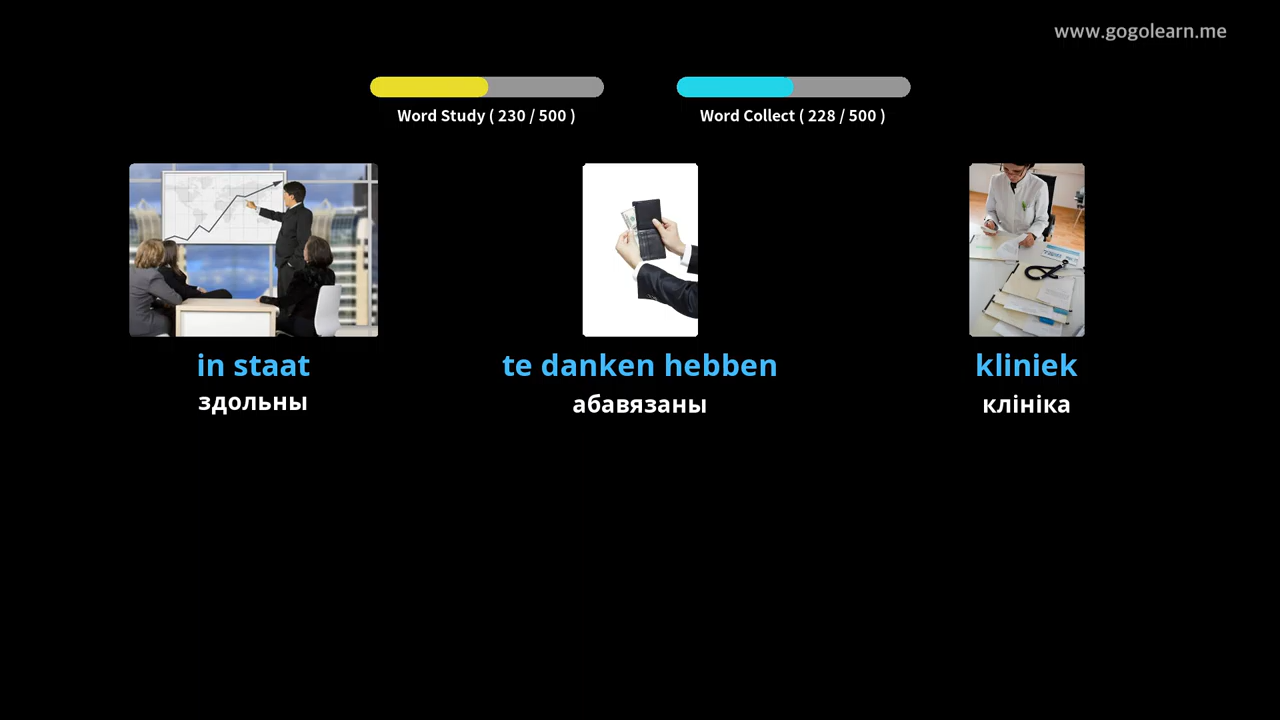 www.gogolearn.me
Word Study ( 230 / 500 )
Word Collect ( 228 / 500 )
in staat
здольны
te danken hebben
абавязаны
kliniek
клініка